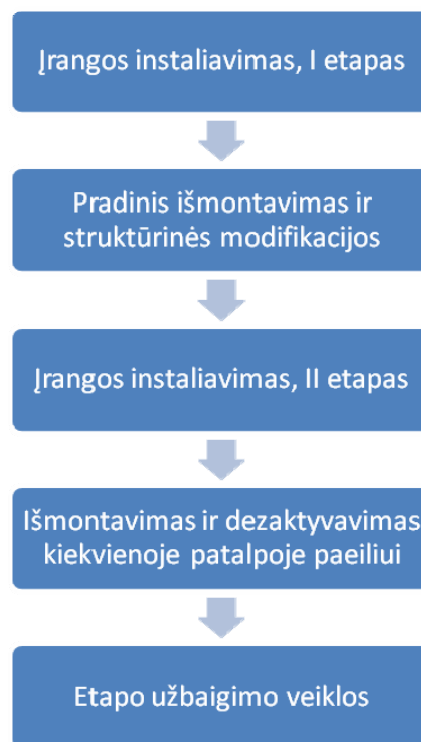 Įrangos instaliavimas, I etapas
Pradinis išmontavimas ir
struktūrinės modifikacijos
Įrangos instaliavimas, II etapas
Išmontavimas ir dezaktyvavimas
kiekvienoje patalpoje paeiliui
Etapo užbaigimo veiklos